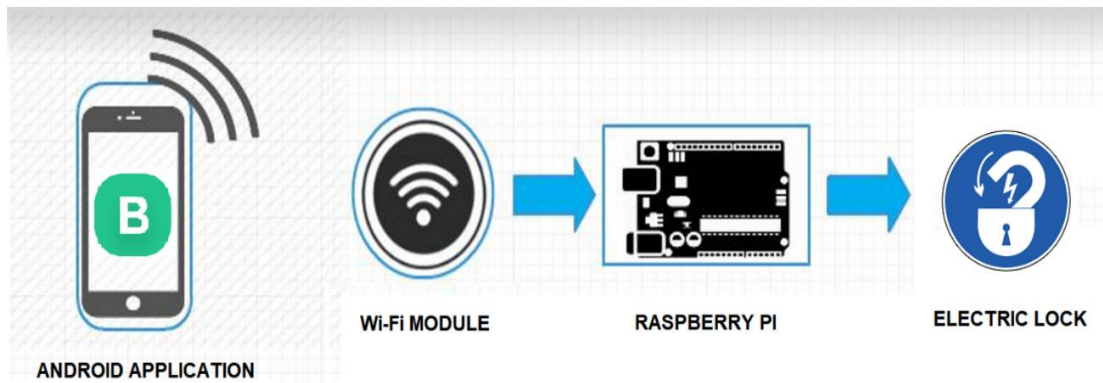 B
Wi-Fi MODULE
RASPBERRY PI
ELECTRIC LOCK
ANDROID APPLICATION